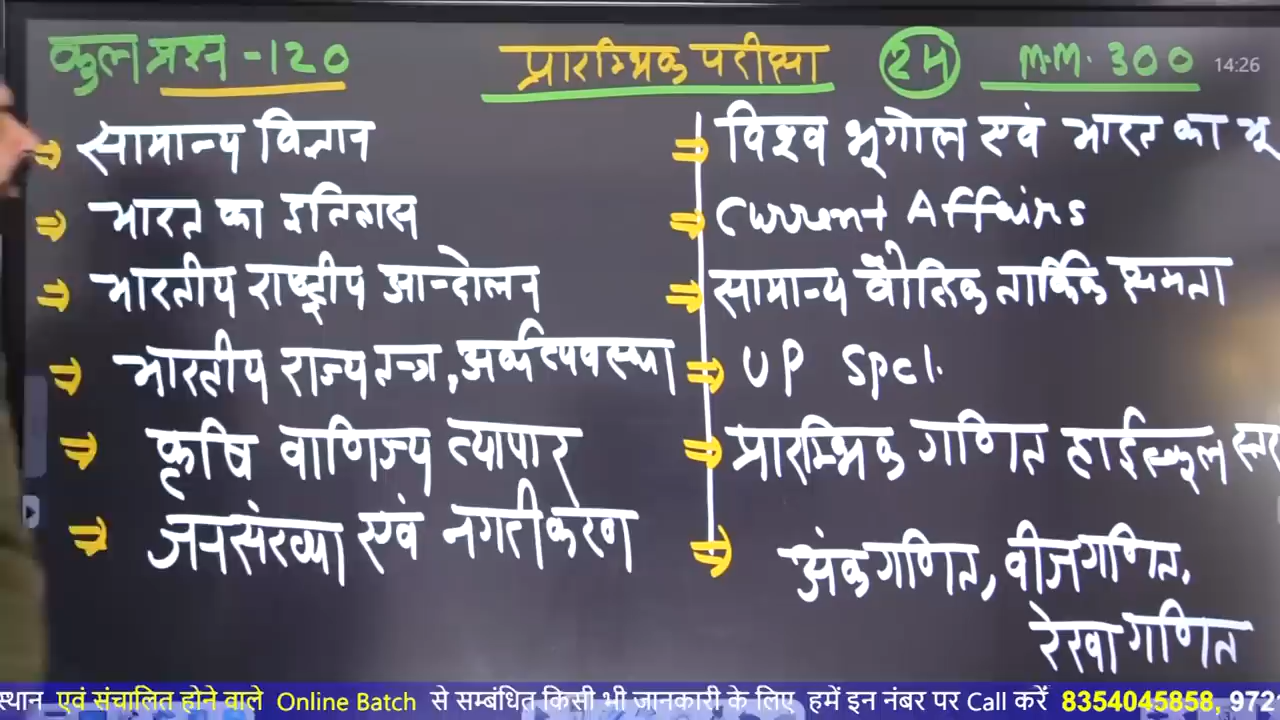 कुल प्रश्न -120 प्रारम्भिक परीक्षा 2H M.M. 300 14:26
⇒ सामान्य विज्ञान
⇒ भारत का इतिहास
⇒ भारतीय राष्ट्रीय आन्दोलन
⇒ भारतीय राज्यतन्त्र, अर्थव्यवस्था
⇒ कृषि वाणिज्य व्यापार
⇒ जनसंख्या एवं नगरीकरण
⇒ विश्व भूगोल एवं भारत का भू
⇒ Current Affairs
⇒ सामान्य बौद्धिक तार्किक क्षमता
⇒ UP Spcl.
⇒ प्रारम्भिक गणित हाईस्कूल स्तर
⇒ अंकगणित, बीजगणित,
रेखागणित
स्थान एवं संचालित होने वाले Online Batch से सम्बंधित किसी भी जानकारी के लिए हमें इन नंबर पर Call करें 8354045858, 972